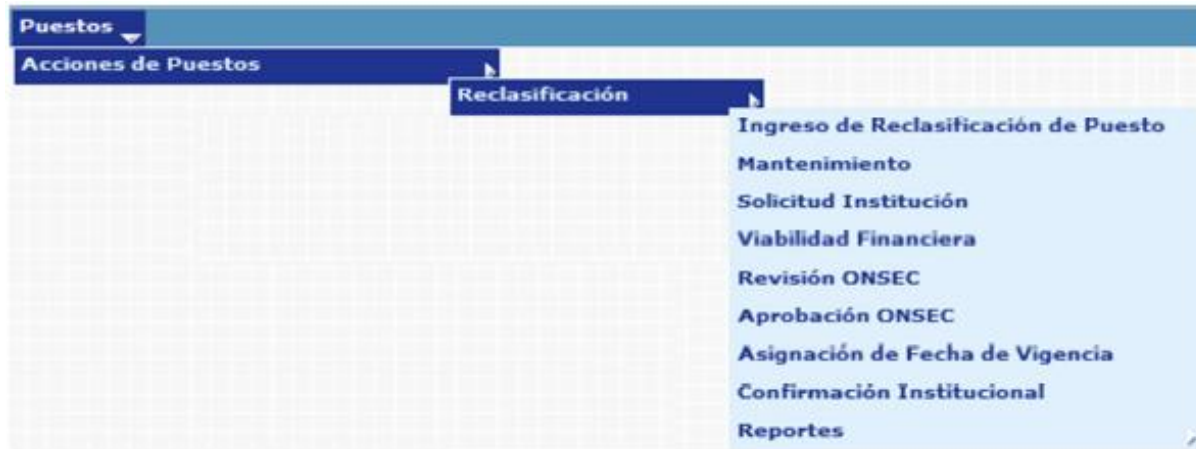 Puestos
Acciones de Puestos
Reclasificación
Ingreso de Reclasificación de Puesto
Mantenimiento
Solicitud Institución
Viabilidad Financiera
Revisión ONSEC
Aprobación ONSEC
Asignación de Fecha de Vigencia
Confirmación Institucional
Reportes